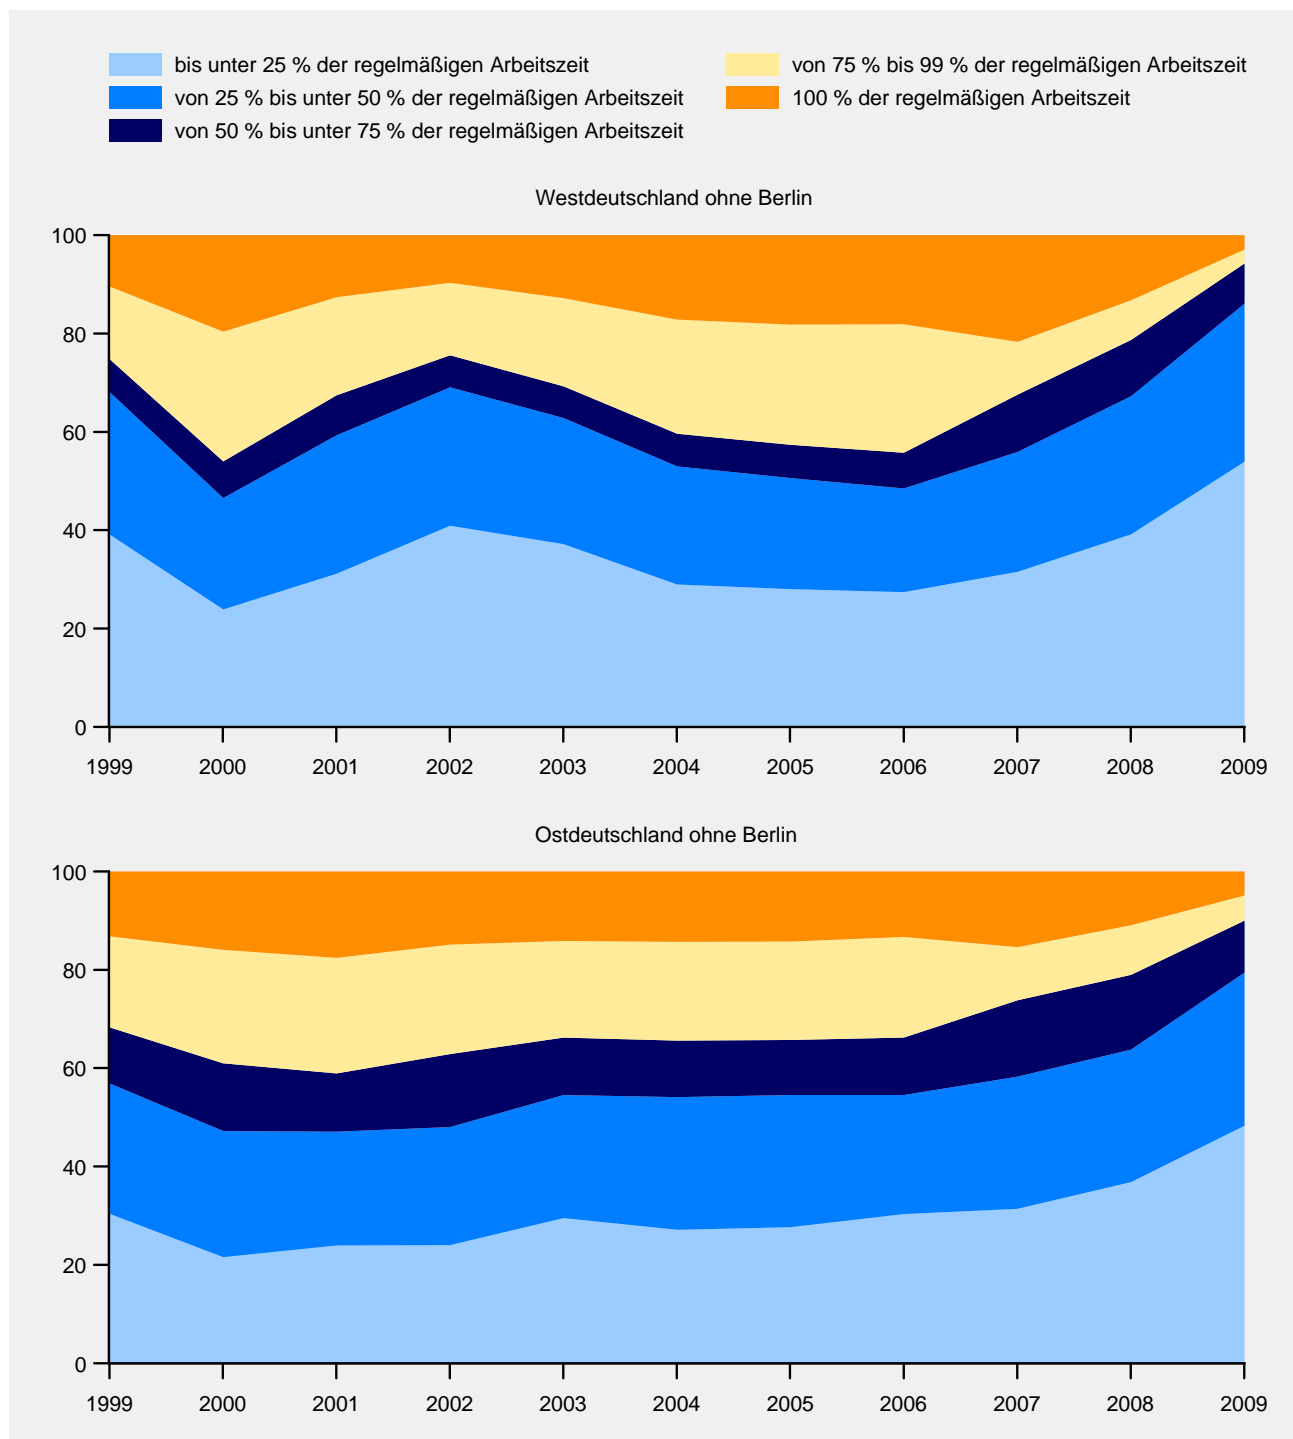 bis unter 25 % der regelmäßigen Arbeitszeit
von 25 % bis unter 50 % der regelmäßigen Arbeitszeit
von 50 % bis unter 75 % der regelmäßigen Arbeitszeit
von 75 % bis 99 % der regelmäßigen Arbeitszeit
100 % der regelmäßigen Arbeitszeit
Westdeutschland ohne Berlin
100
80
60
40
20
0
1999 2000 2001 2002 2003 2004 2005 2006 2007 2008 2009
Ostdeutschland ohne Berlin
100
80
60
40
20
0
1999 2000 2001 2002 2003 2004 2005 2006 2007 2008 2009